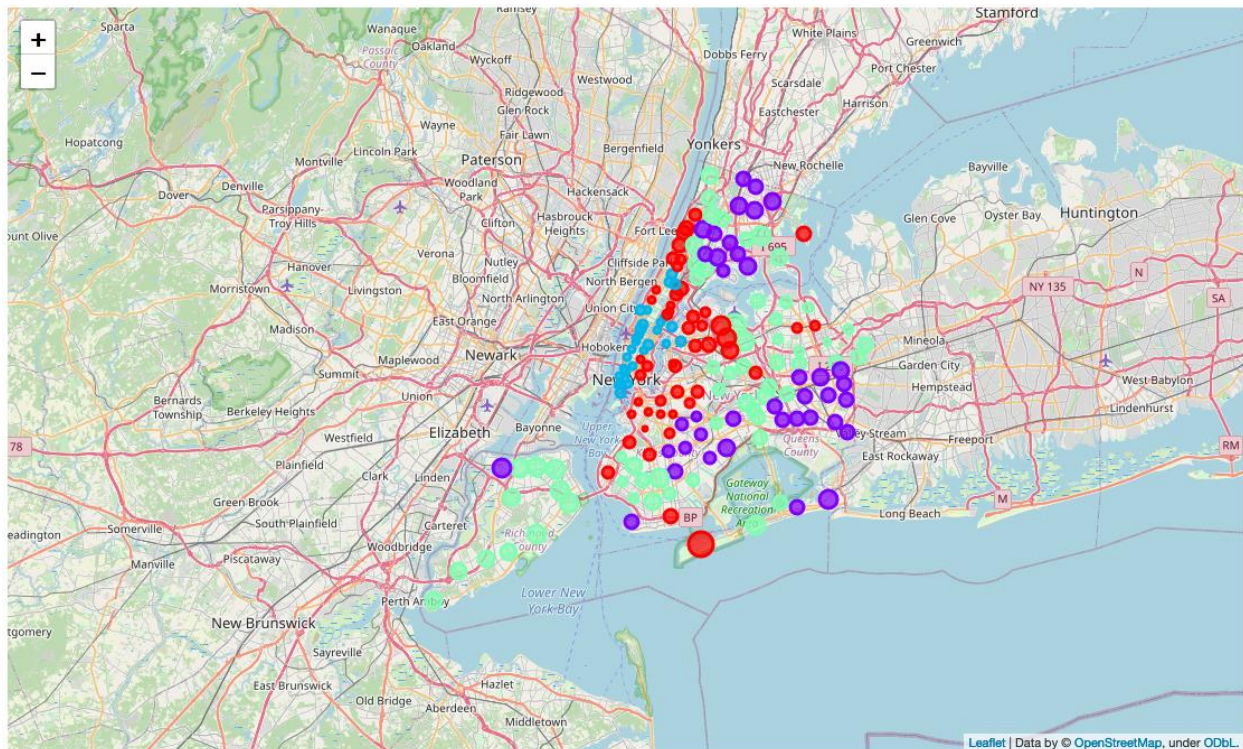 +
−
Sparta
Wanaque
Ramsey
Stamford
White Plains
Oakland
Passaic
County
Wyckoff
Dobbs Ferry
Greenwich
Port Chester
Scarsdale
Westwood
Ridgewood
Eastchester
Harrison
Glen Rock
Wayne
Fair Lawn
Hopatcong
Bergenfield
Yonkers
Lincoln Park
Paterson
New Rochelle
Montville
Bayville
Denville
Woodland
Park
Hackensack
Dover
Parsippany-
Troy Hills
Clifton
Hasbrouck
Heights
Glen Cove
Oyster Bay
Huntington
Fort Lee
Verona
Mount Olive
695
Nutley
Cliffside Park
Bloomfield
Hanover
North Bergen
N
Morristown
Livingston
North Arlington
NY 135
SA
Union City
East Orange
Mineola
Madison
Maplewood
Hoboken
Newark
Garden City
Summit
New York
Hempstead
West Babylon
Bernards
Township
Union
Lindenhurst
Berkeley Heights
Elizabeth
Bayonne
Upper
New York
Bay
Queens
County
Freeport
78
Westfield
East Rockaway
RM
Clark
Linden
Green Brook
Gateway
National
Recreation
Area
M
Long Beach
Somerville
South Plainfield
Carteret
BP
Manville
Woodbridge
Richmond
County
Piscataway
Perth Amboy
Lower New
York Bay
New Brunswick
Sayreville
East Brunswick
Hazlet
Old Bridge
Aberdeen
Middletown
Leaflet | Data by © OpenStreetMap, under ODbL.